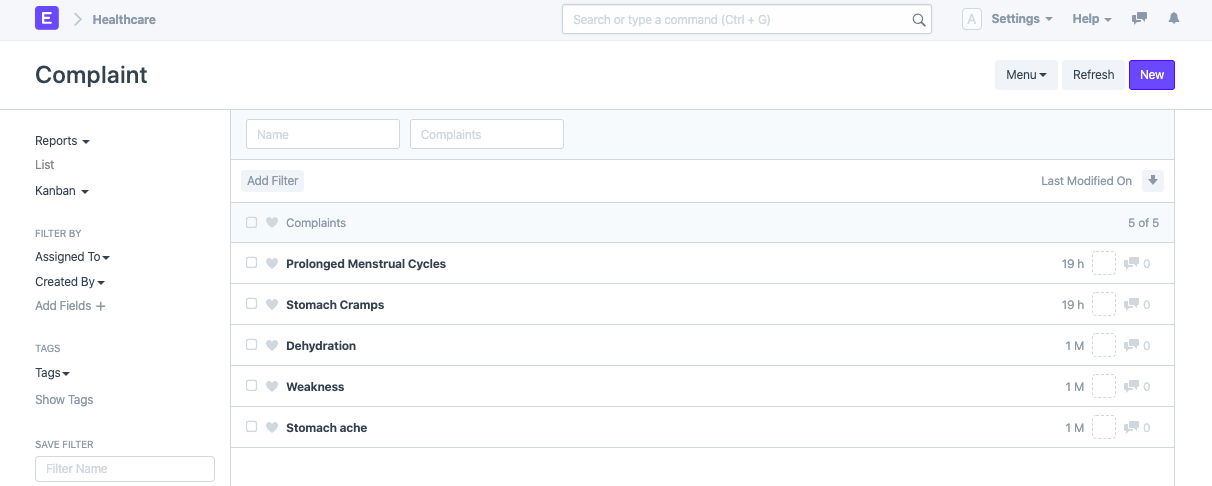 E Healthcare Search or type a command (Ctrl + G) A Settings Help
Complaint Menu Refresh New
Reports
List
Kanban
FILTER BY
Assigned To
Created By
Add Fields +
TAGS
Tags
Show Tags
SAVE FILTER
Filter Name
Name Complaints
Add Filter Last Modified On
Complaints 5 of 5
Prolonged Menstrual Cycles 19 h 0
Stomach Cramps 19 h 0
Dehydration 1 M 0
Weakness 1 M 0
Stomach ache 1 M 0